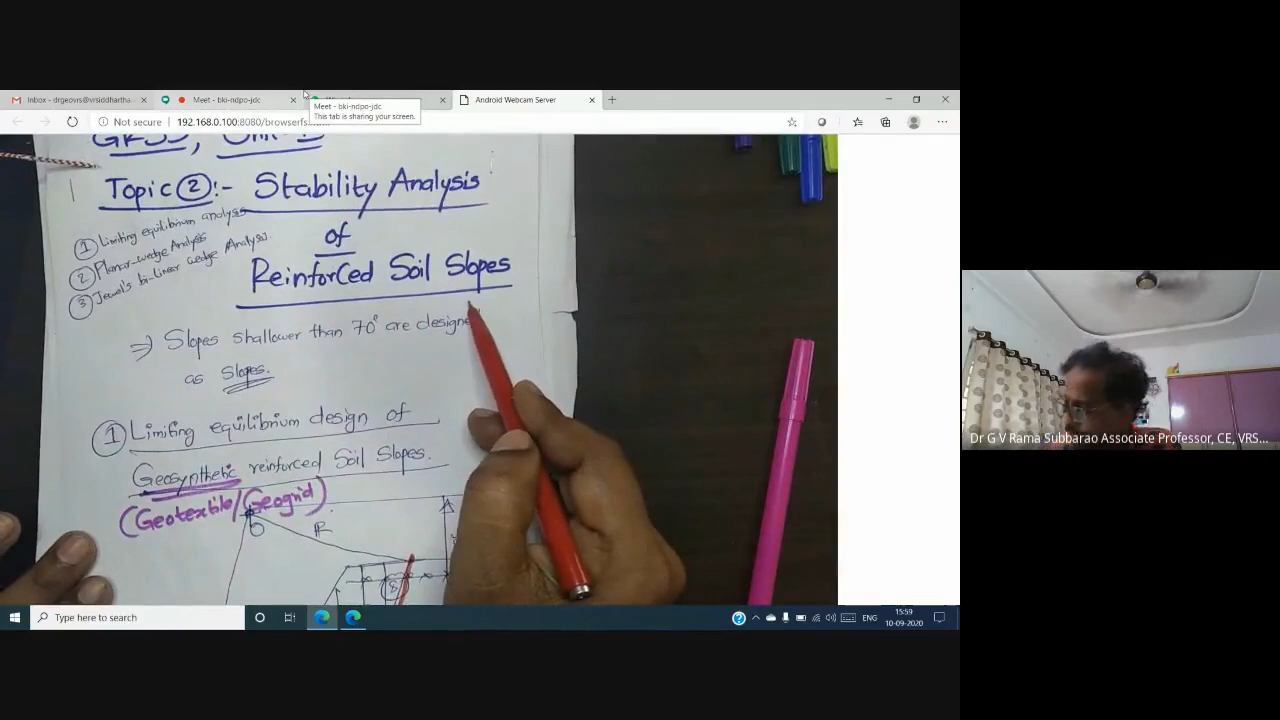 Inbox - drgeovrs@vrsiddhartha...
Meet - bki-ndpo-jdc
Android Webcam Server
Meet - bki-ndpo-jdc
This tab is sharing your screen.
Not secure
192.168.0.100:8080/browserfs.
Topic ② :- Stability Analysis
of
Reinforced Soil Slopes
① Limiting equilibrium analysis
② Planar-wedge Analysis
③ Jewel's bi-linear wedge Analysis.
⇒ Slopes shallower than 70° are designe
as Slopes.
① Limiting equilibrium design of
Geosynthetic reinforced Soil Slopes.
(Geotextile/Geogrid)
O
R
Dr G V Rama Subbarao Associate Professor, CE, VRS...
Type here to search
ENG
15:59
10-09-2020